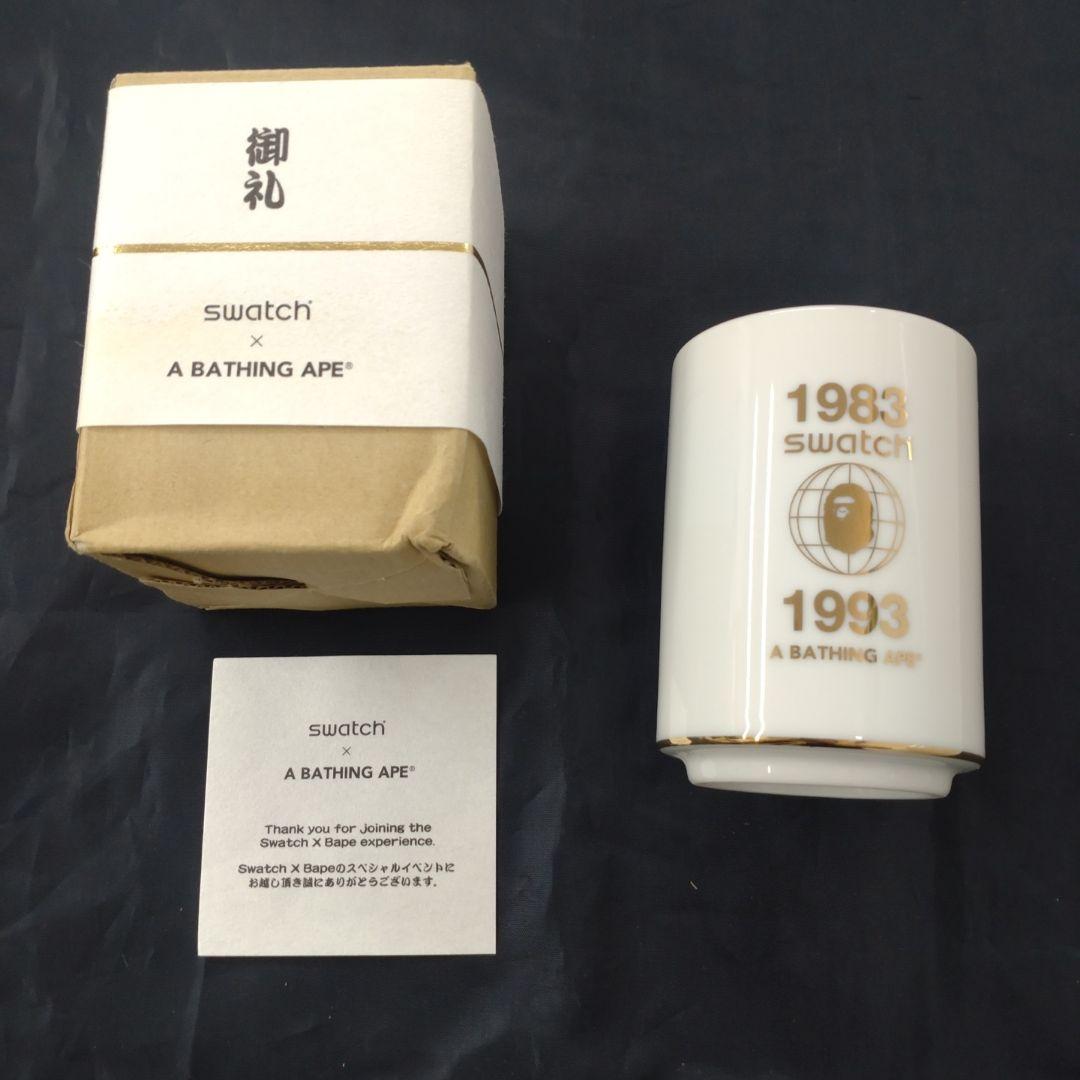 御礼
swatch
×
A BATHING APE®
1983
swatch
1993
A BATHING APE®
swatch
×
A BATHING APE®
Thank you for joining the
Swatch X Bape experience.
Swatch X Bapeのスペシャルイベントに
お越し頂き誠にありがとうございます。